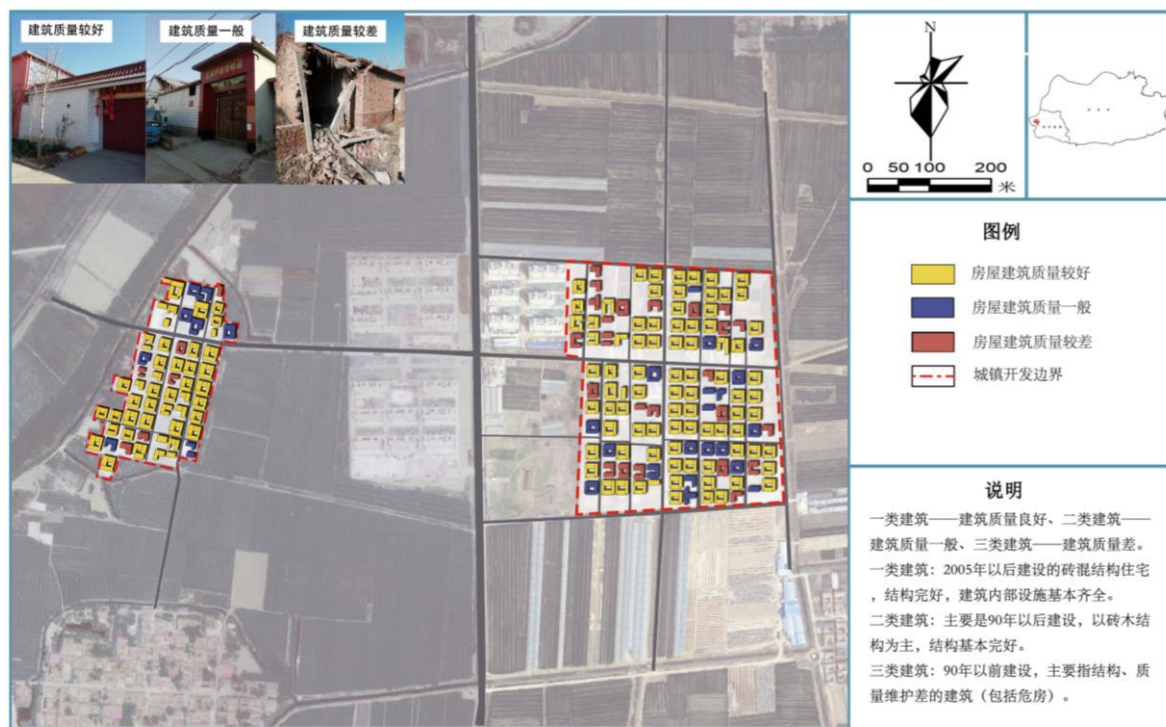 建筑质量较好
建筑质量一般
建筑质量较差
N
0 50 100 200
米
图例
房屋建筑质量较好
房屋建筑质量一般
房屋建筑质量较差
城镇开发边界
说明
一类建筑——建筑质量良好、二类建筑——
建筑质量一般、三类建筑——建筑质量差。
一类建筑：2005年以后建设的砖混结构住宅
，结构完好，建筑内部设施基本齐全。
二类建筑：主要是90年以后建设，以砖木结
构为主，结构基本完好。
三类建筑：90年以前建设，主要指结构、质
量维护差的建筑（包括危房）。